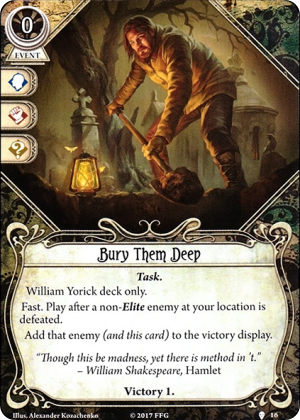 0
EVENT
Bury Them Deep
Task.
William Yorick deck only.
Fast. Play after a non-Elite enemy at your location is
defeated.
Add that enemy (and this card) to the victory display.
"Though this be madness, yet there is method in 't."
– William Shakespeare, Hamlet
Victory 1.
Illus. Alexander Kozachenko
© 2017 FFG
16